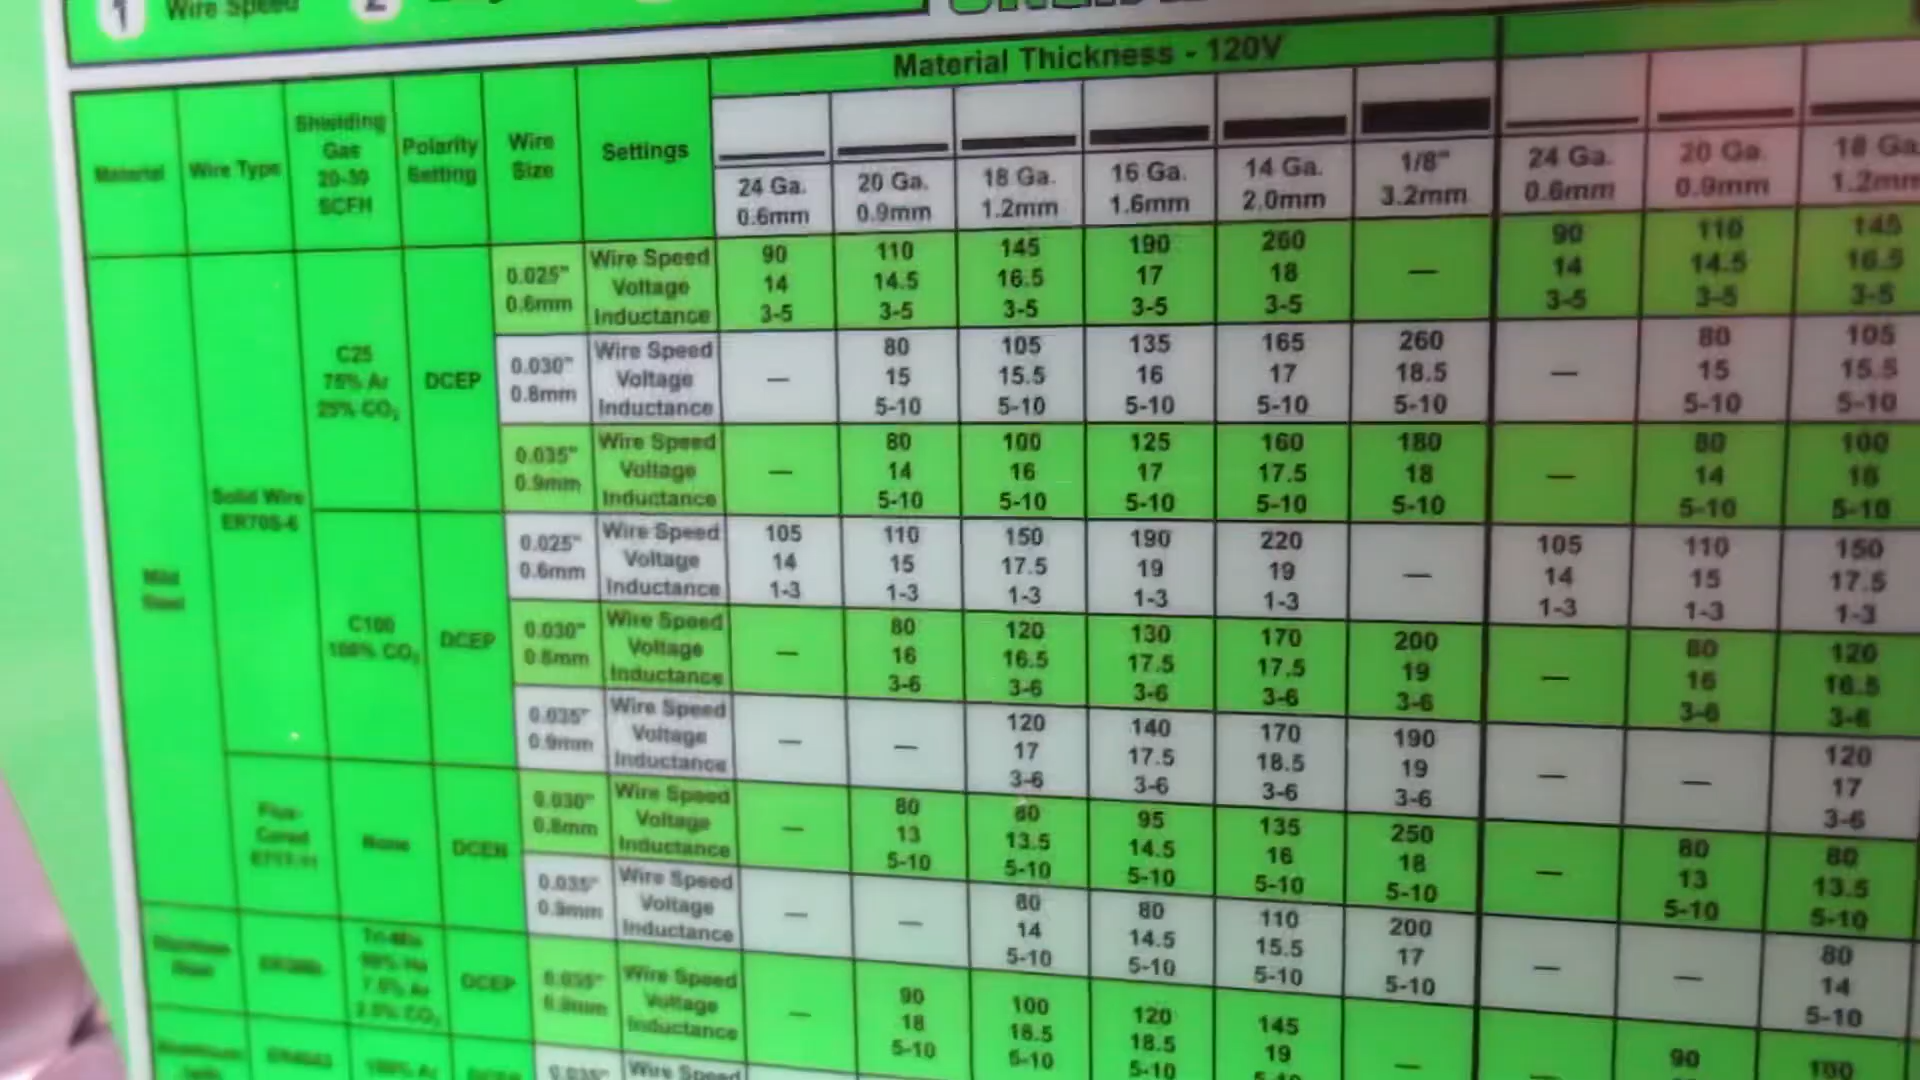 1 Wire Speed 2
Material Thickness - 120V
Material Wire Type Shielding Gas 20-30 SCFH Polarity Setting Wire Size Settings 24 Ga. 0.6mm 20 Ga. 0.9mm 18 Ga. 1.2mm 16 Ga. 1.6mm 14 Ga. 2.0mm 1/8" 3.2mm 24 Ga. 0.6mm 20 Ga. 0.9mm 18 Ga. 1.2mm
Mild Steel
Solid Wire ER70S-6
C25 75% Ar 25% CO₂ DCEP
0.025" 0.6mm
Wire Speed 90 110 145 190 260 — 90 110 145
Voltage 14 14.5 16.5 17 18 14 14.5 16.5
Inductance 3-5 3-5 3-5 3-5 3-5 3-5 3-5 3-5
0.030" 0.8mm
Wire Speed — 80 105 135 165 260 — 80 105
Voltage 15 15.5 16 17 18.5 15 15.5
Inductance 5-10 5-10 5-10 5-10 5-10 5-10 5-10
0.035" 0.9mm
Wire Speed — 80 100 125 160 180 — 80 100
Voltage 14 16 17 17.5 18 14 16
Inductance 5-10 5-10 5-10 5-10 5-10 5-10 5-10
C100 100% CO₂ DCEP
0.025" 0.6mm
Wire Speed 105 110 150 190 220 — 105 110 150
Voltage 14 15 17.5 19 19 14 15 17.5
Inductance 1-3 1-3 1-3 1-3 1-3 1-3 1-3 1-3
0.030" 0.8mm
Wire Speed — 80 120 130 170 200 — 80 120
Voltage 16 16.5 17.5 17.5 19 16 16.5
Inductance 3-6 3-6 3-6 3-6 3-6 3-6 3-6
0.035" 0.9mm
Wire Speed — — 120 140 170 190 — — 120
Voltage 17 17.5 18.5 19 17
Inductance 3-6 3-6 3-6 3-6 3-6
Flux-Cored E71T-11 None DCEN
0.030" 0.8mm
Wire Speed — 80 80 95 135 250 — 80 80
Voltage 13 13.5 14.5 16 18 13 13.5
Inductance 5-10 5-10 5-10 5-10 5-10 5-10 5-10
0.035" 0.9mm
Wire Speed — — 80 80 110 200 — — 80
Voltage 14 14.5 15.5 17 14
Inductance 5-10 5-10 5-10 5-10 5-10
Stainless Steel Tri-Mix DCEP
0.035" 0.9mm
Wire Speed — 90 100 120 145 — — 90 100
Voltage 18 18.5 18.5 19
Inductance 5-10 5-10 5-10 5-10
100% Ar
0.035" Wire Speed